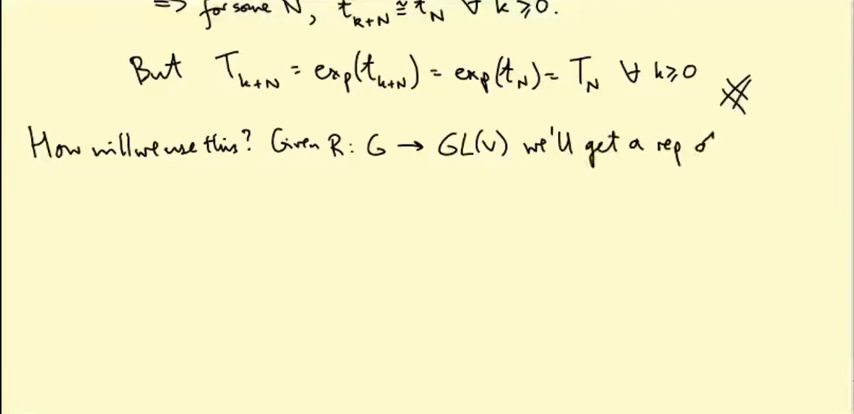 => for some N, t_{k+N} ≅ t_N ∀ k ≥ 0.
But T_{k+N} = exp(t_{k+N}) = exp(t_N) = T_N ∀ k ≥ 0 ※
How will we use this? Given R: G → GL(V) we'll get a rep of